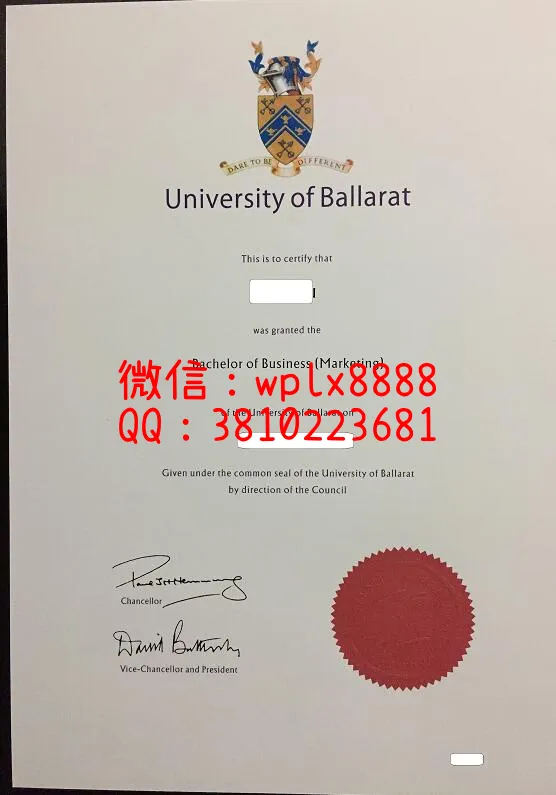 DARE TO BE DIFFERENT
University of Ballarat
This is to certify that
was granted the
Bachelor of Business (Marketing)
微信：wplx8888
of the University of Ballarat on
QQ：3810223681
Given under the common seal of the University of Ballarat
by direction of the Council
Chancellor
David Battersby
Vice-Chancellor and President